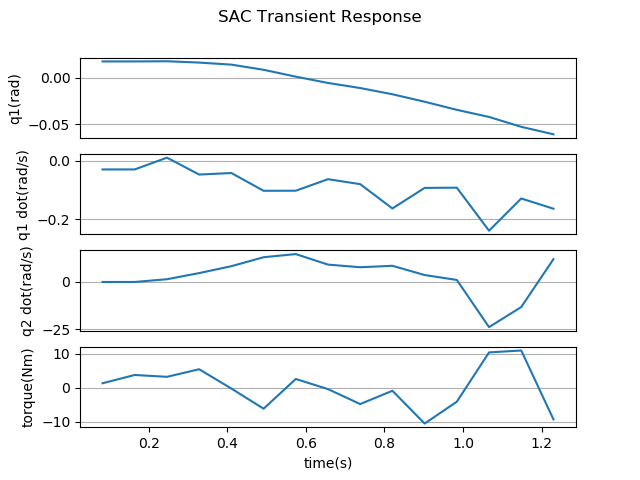 SAC Transient Response
q1(rad)
0.00
−0.05
q1 dot(rad/s)
0.0
−0.2
q2 dot(rad/s)
0
−25
torque(Nm)
10
0
−10
0.2 0.4 0.6 0.8 1.0 1.2
time(s)